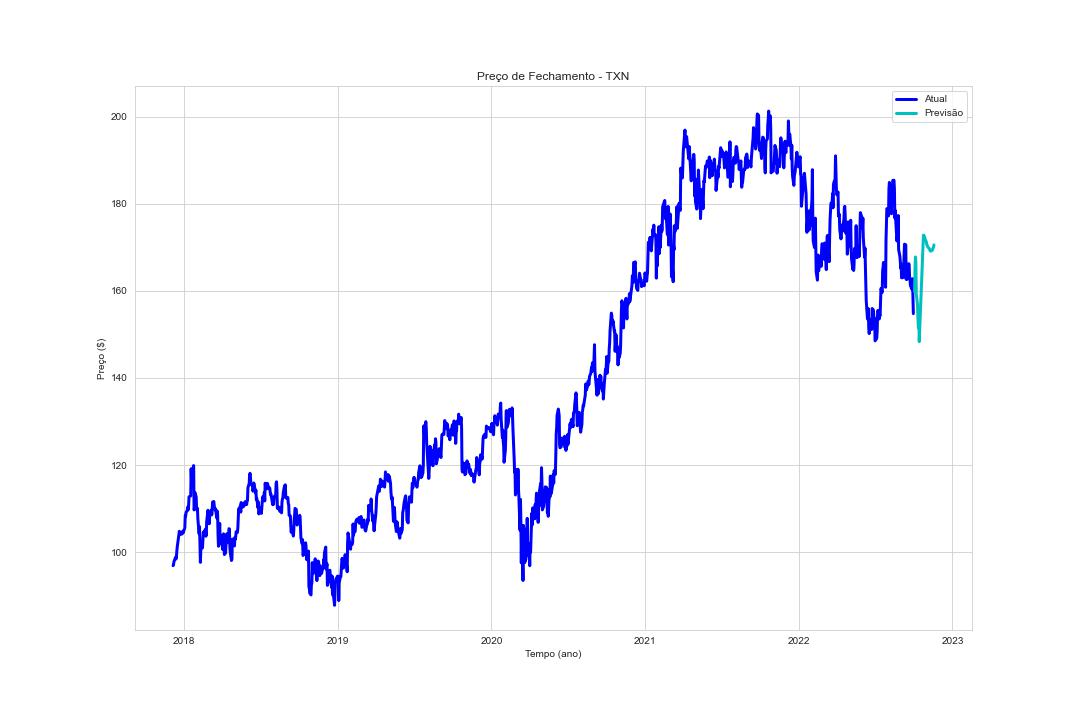 Preço de Fechamento - TXN
Atual
Previsão
200
180
160
140
120
100
Preço ($)
2018 2019 2020 2021 2022 2023
Tempo (ano)